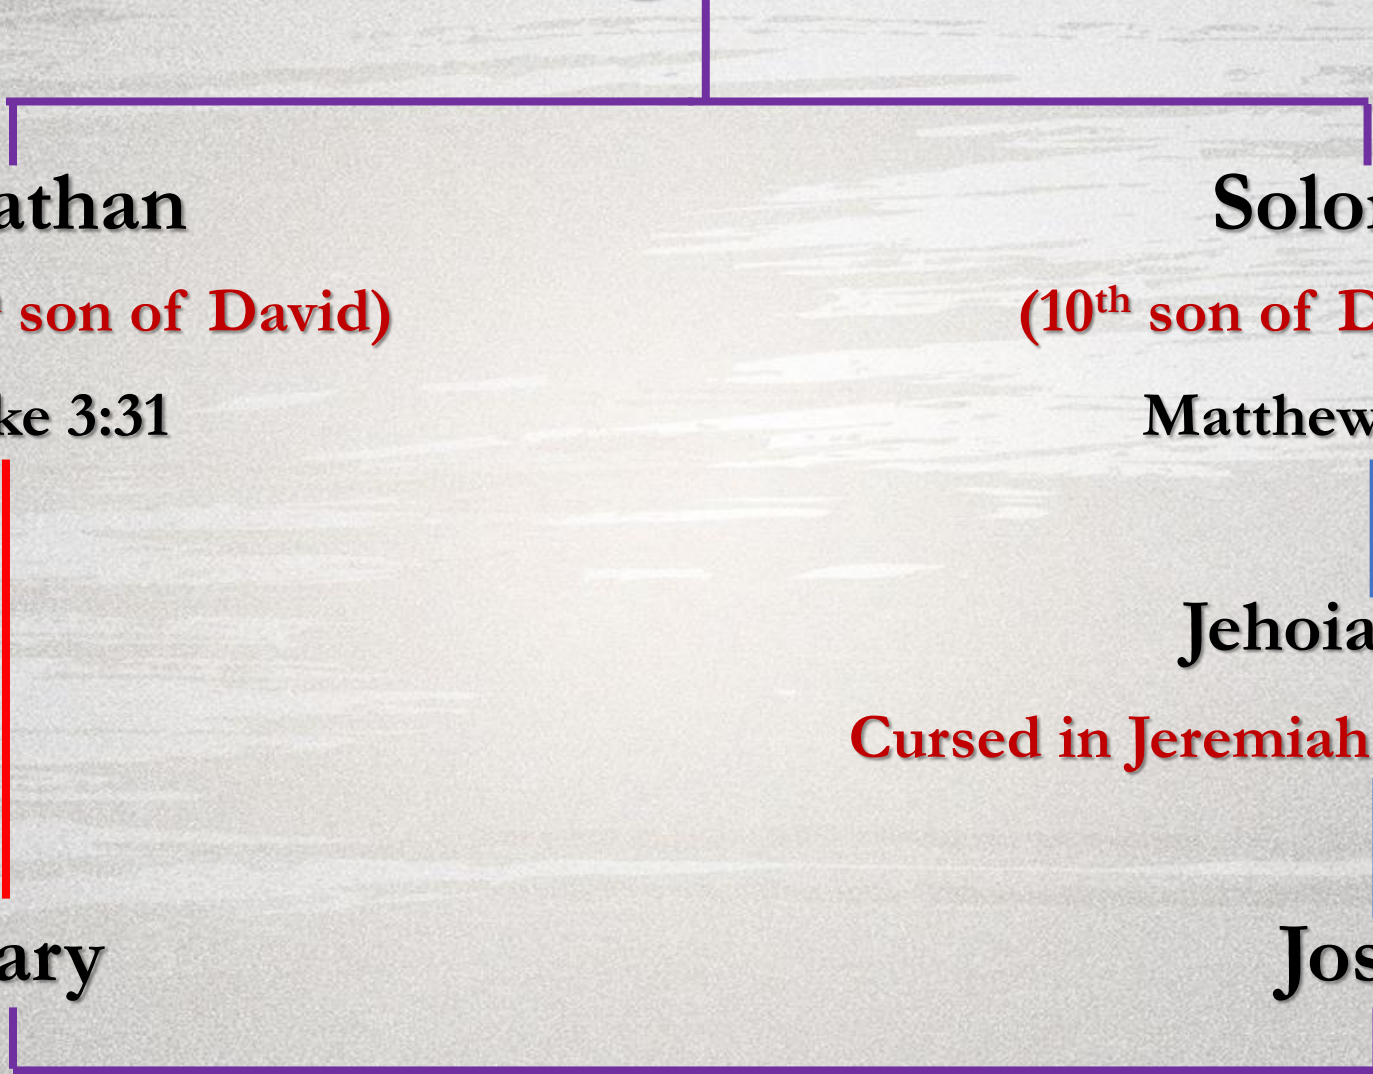 athan
son of David)
ke 3:31
ary
Solo
(10th son of D
Matthew
Jehoia
Cursed in Jeremiah
Jos